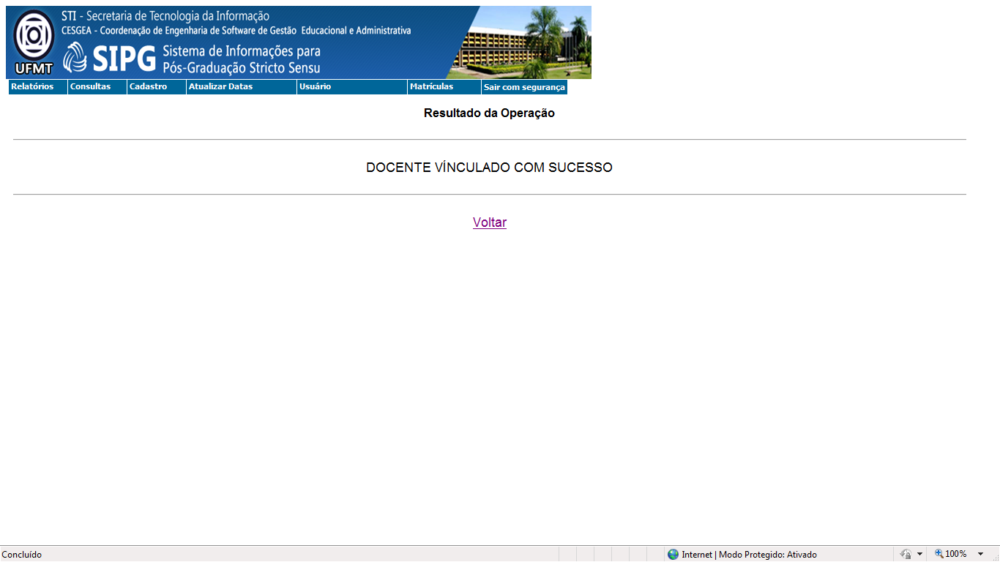 STI - Secretaria de Tecnologia da Informação
CESGEA - Coordenação de Engenharia de Software de Gestão Educacional e Administrativa
UFMT
SIPG
Sistema de Informações para
Pós-Graduação Stricto Sensu
Relatórios
Consultas
Cadastro
Atualizar Datas
Usuário
Matrículas
Sair com segurança
Resultado da Operação
DOCENTE VÍNCULADO COM SUCESSO
Voltar
Concluído
Internet | Modo Protegido: Ativado
100%